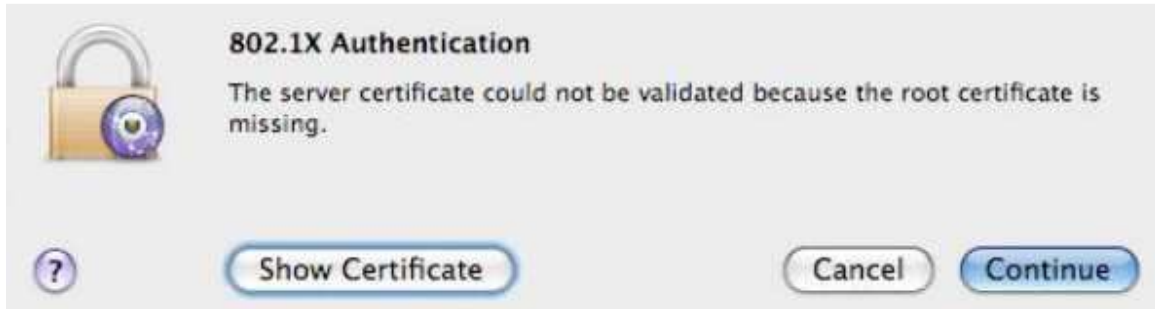 802.1X Authentication
The server certificate could not be validated because the root certificate is
missing.
?
Show Certificate
Cancel
Continue